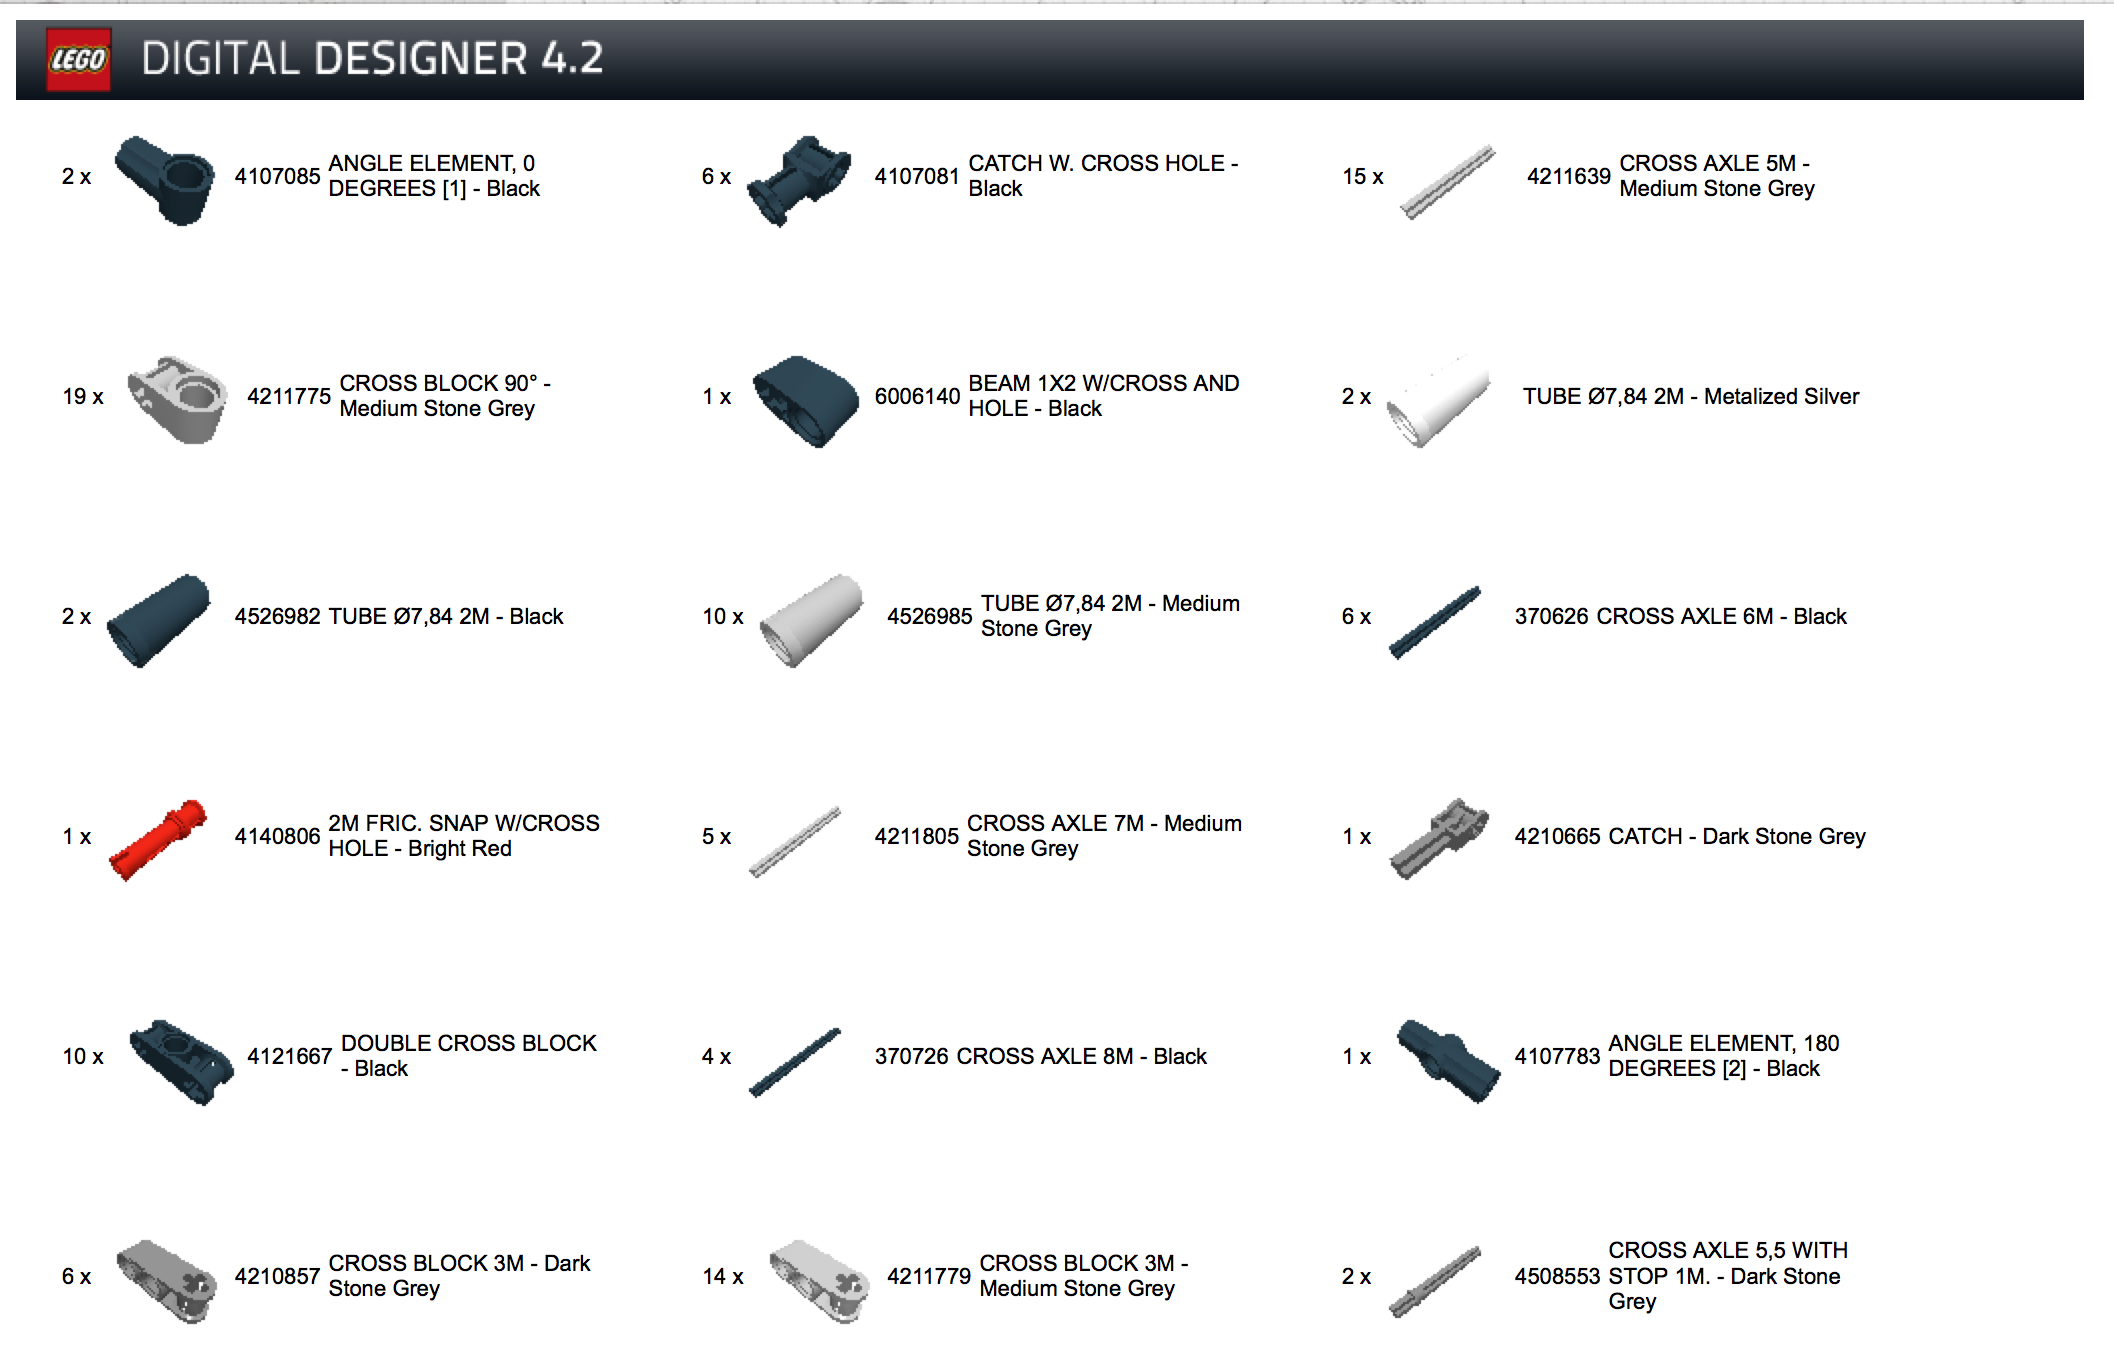 LEGO DIGITAL DESIGNER 4.2
2 x 4107085 ANGLE ELEMENT, 0
DEGREES [1] - Black
6 x 4107081 CATCH W. CROSS HOLE -
Black
15 x 4211639 CROSS AXLE 5M -
Medium Stone Grey
19 x 4211775 CROSS BLOCK 90° -
Medium Stone Grey
1 x 6006140 BEAM 1X2 W/CROSS AND
HOLE - Black
2 x TUBE Ø7,84 2M - Metalized Silver
2 x 4526982 TUBE Ø7,84 2M - Black
10 x 4526985 TUBE Ø7,84 2M - Medium
Stone Grey
6 x 370626 CROSS AXLE 6M - Black
1 x 4140806 2M FRIC. SNAP W/CROSS
HOLE - Bright Red
5 x 4211805 CROSS AXLE 7M - Medium
Stone Grey
1 x 4210665 CATCH - Dark Stone Grey
10 x 4121667 DOUBLE CROSS BLOCK
- Black
4 x 370726 CROSS AXLE 8M - Black
1 x 4107783 ANGLE ELEMENT, 180
DEGREES [2] - Black
6 x 4210857 CROSS BLOCK 3M - Dark
Stone Grey
14 x 4211779 CROSS BLOCK 3M -
Medium Stone Grey
2 x 4508553 CROSS AXLE 5,5 WITH
STOP 1M. - Dark Stone
Grey